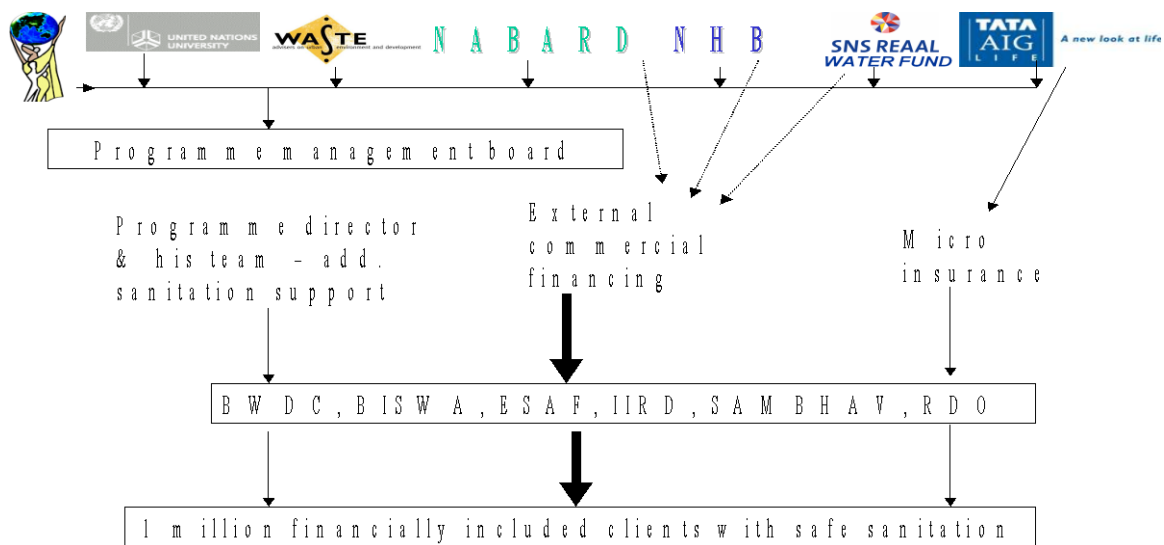 UNITED NATIONS
UNIVERSITY
WASTE
advisers on urban environment and development
NABARD
NHB
SNS REAAL
WATER FUND
TATA
AIG
LIFE
A new look at life
Programme management board
Programme director
& his team – add.
sanitation support
External
commercial
financing
Micro
insurance
BWDC, BISWA, ESAF, IIRD, SAMBHAV, RDO
1 million financially included clients with safe sanitation